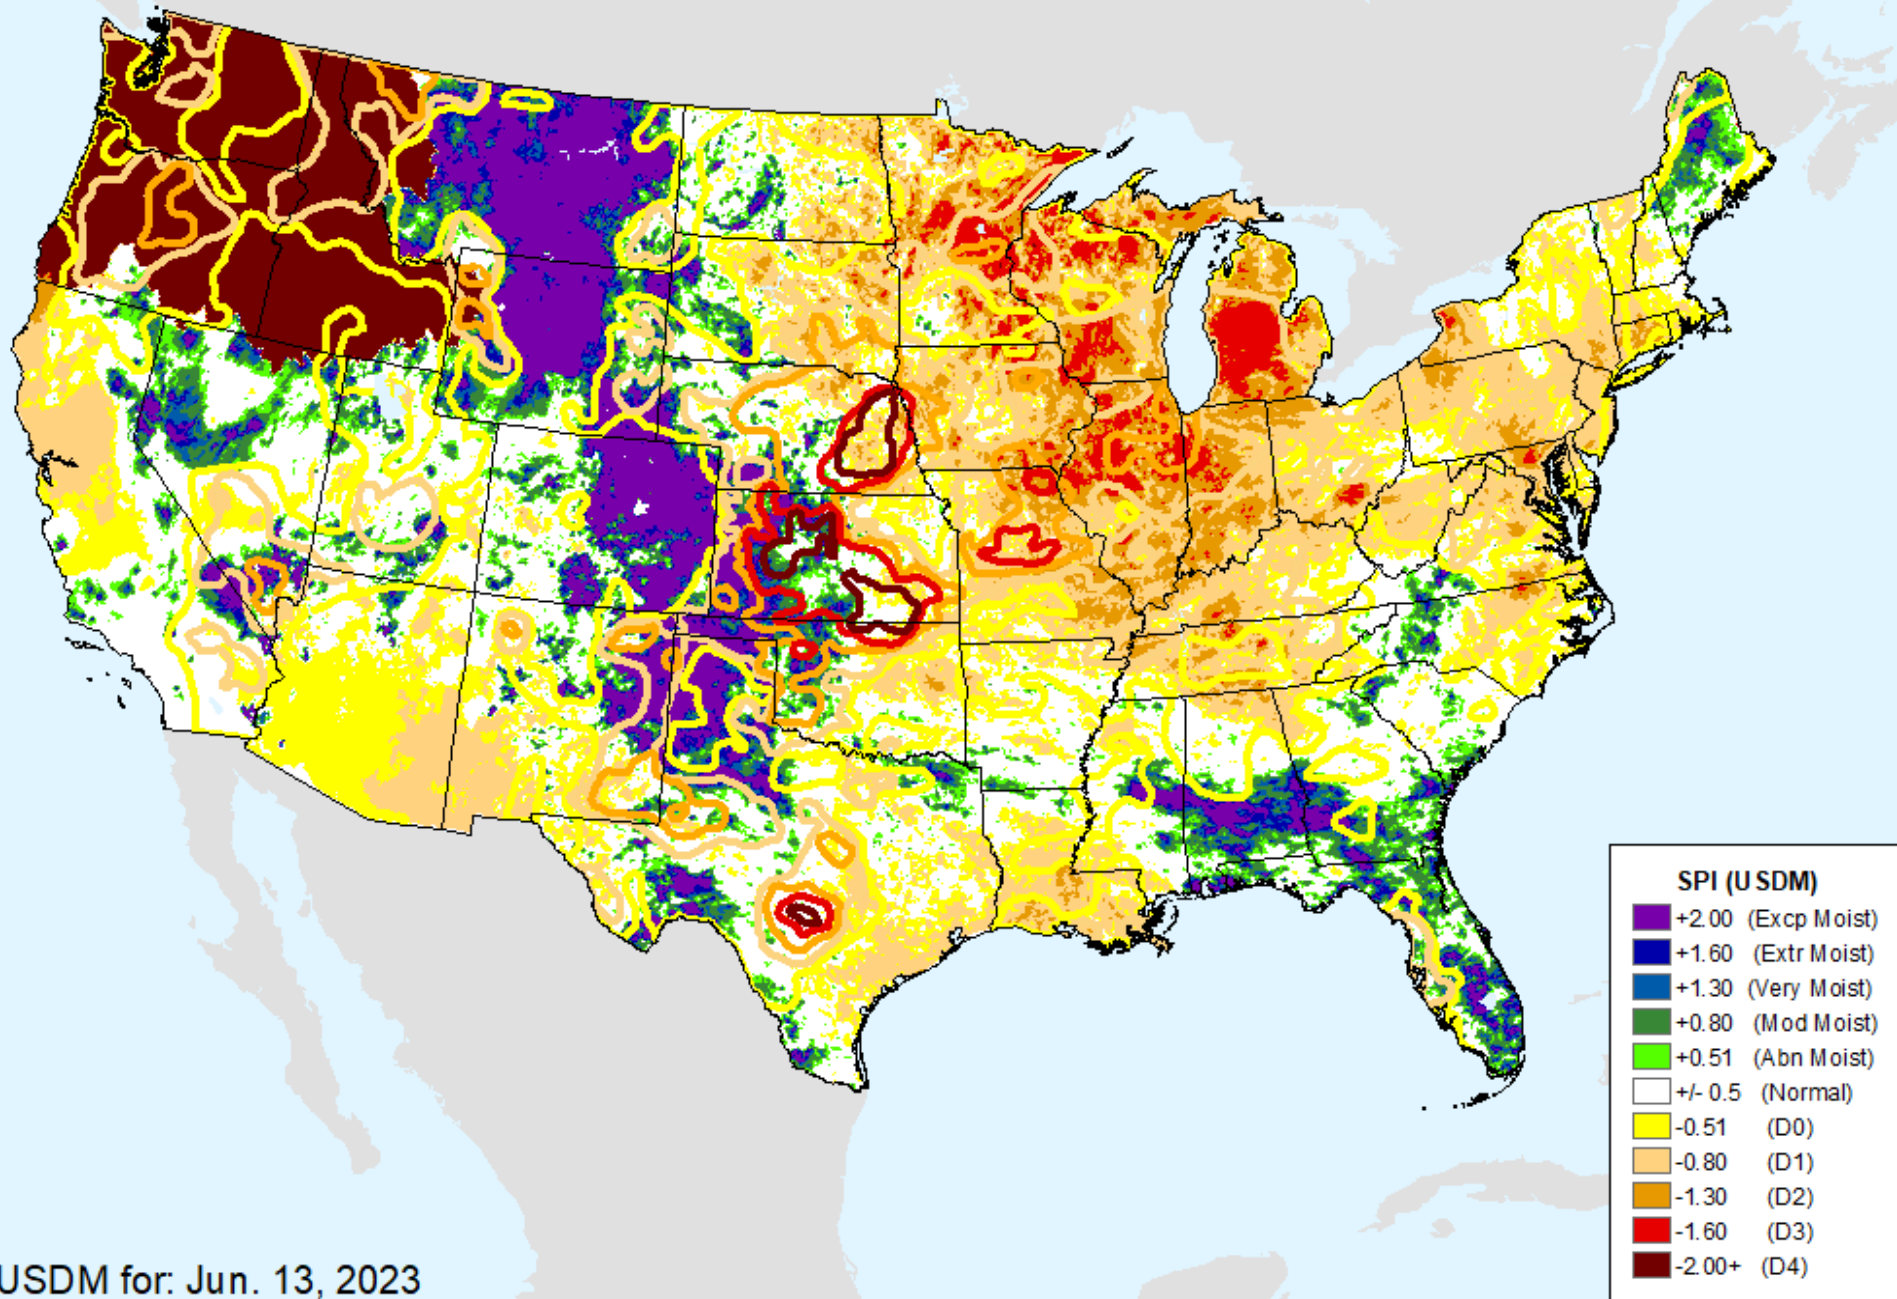 SPI (USDM)
+2.00 (Excp Moist)
+1.60 (Extr Moist)
+1.30 (Very Moist)
+0.80 (Mod Moist)
+0.51 (Abn Moist)
+/- 0.5 (Normal)
-0.51 (D0)
-0.80 (D1)
-1.30 (D2)
-1.60 (D3)
-2.00+ (D4)
USDM for: Jun. 13, 2023